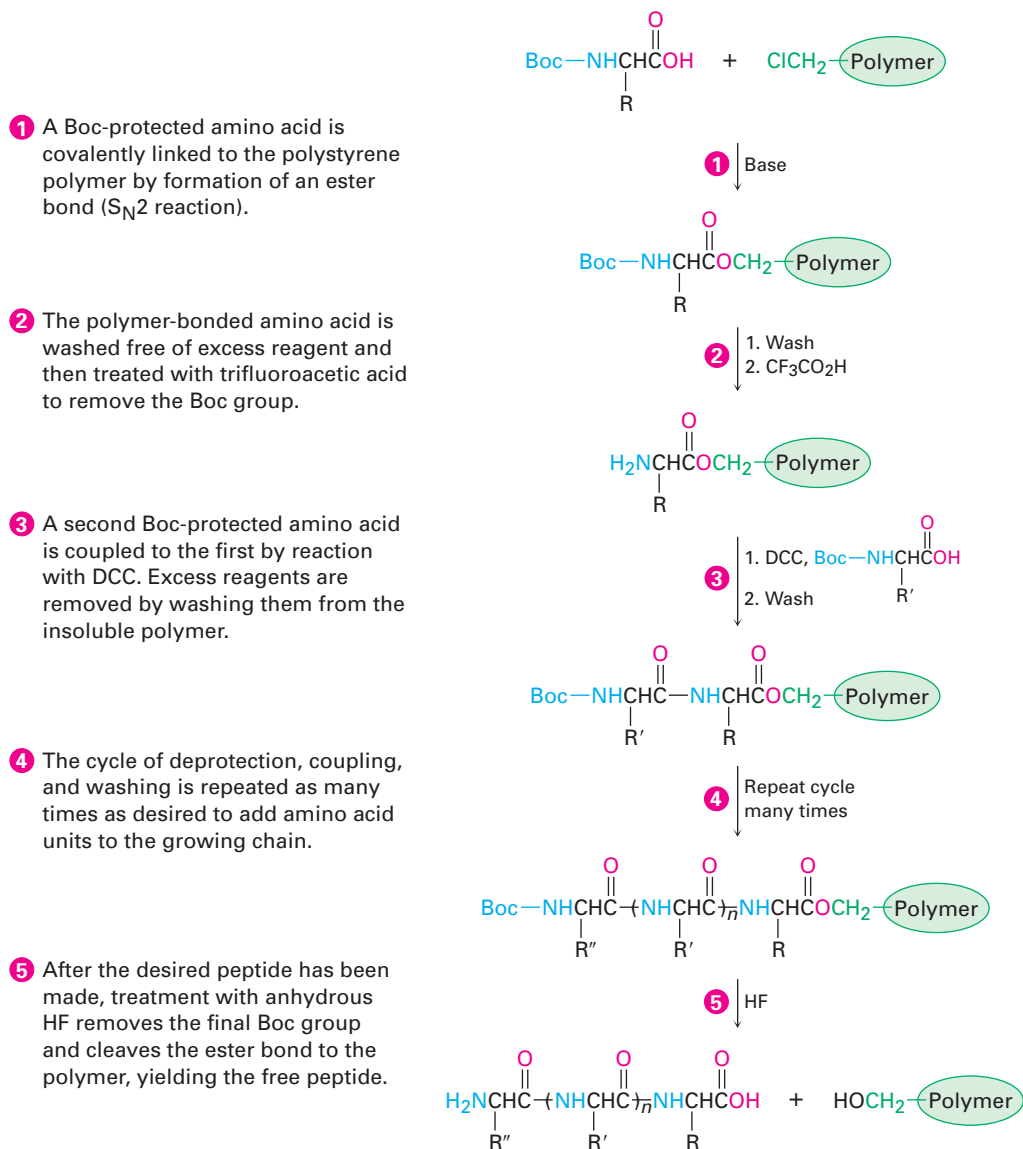 O
Boc—NHCHCOH + ClCH2—Polymer
R
1 A Boc-protected amino acid is
covalently linked to the polystyrene
polymer by formation of an ester
bond (SN2 reaction).
1 Base
O
Boc—NHCHCOCH2—Polymer
R
2 The polymer-bonded amino acid is
washed free of excess reagent and
then treated with trifluoroacetic acid
to remove the Boc group.
2 1. Wash
2. CF3CO2H
O
H2NCHCOCH2—Polymer
R
3 A second Boc-protected amino acid
is coupled to the first by reaction
with DCC. Excess reagents are
removed by washing them from the
insoluble polymer.
O
3 1. DCC, Boc—NHCHCOH
R'
2. Wash
O O
Boc—NHCHC—NHCHCOCH2—Polymer
R' R
4 The cycle of deprotection, coupling,
and washing is repeated as many
times as desired to add amino acid
units to the growing chain.
4 Repeat cycle
many times
O O O
Boc—NHCHC—(NHCHC)n—NHCHCOCH2—Polymer
R" R' R
5 After the desired peptide has been
made, treatment with anhydrous
HF removes the final Boc group
and cleaves the ester bond to the
polymer, yielding the free peptide.
5 HF
O O O
H2NCHC—(NHCHC)n—NHCHCOH + HOCH2—Polymer
R" R' R